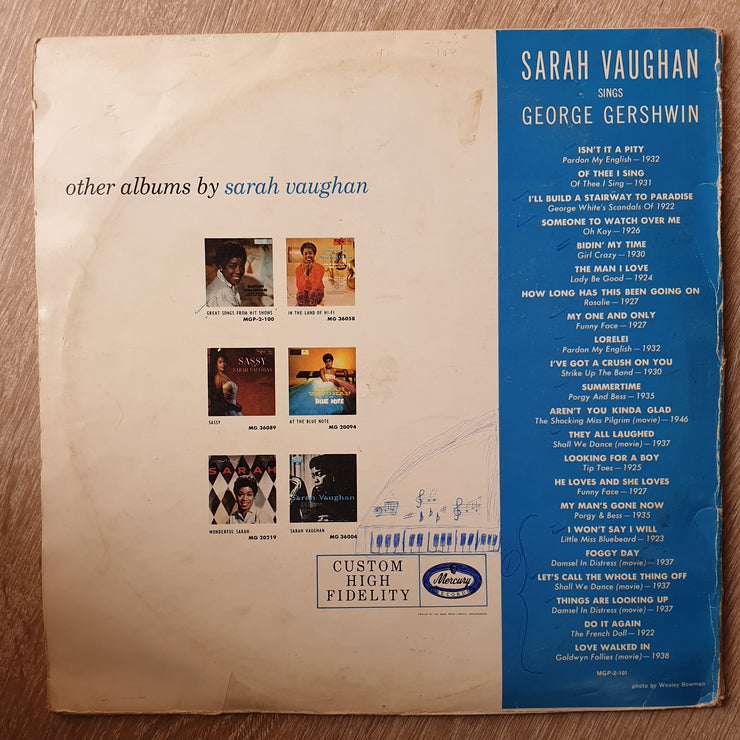 other albums by sarah vaughan
GREAT SONGS FROM HIT SHOWS
MGP-2-100
IN THE LAND OF HI-FI
MG 36058
SASSY
SARAH VAUGHAN
SASSY
MG 36089
VAUGHAN
BLUE NOTE
AT THE BLUE NOTE
MG 20094
SARAH
WONDERFUL SARAH
MG 20219
Sarah Vaughan
SARAH VAUGHAN
MG 36004
CUSTOM
HIGH
FIDELITY
Mercury
RECORDS
SARAH VAUGHAN
SINGS
GEORGE GERSHWIN
ISN'T IT A PITY
Pardon My English—1932
OF THEE I SING
Of Thee I Sing—1931
I'LL BUILD A STAIRWAY TO PARADISE
George White's Scandals Of 1922
SOMEONE TO WATCH OVER ME
Oh Kay—1926
BIDIN' MY TIME
Girl Crazy—1930
THE MAN I LOVE
Lady Be Good—1924
HOW LONG HAS THIS BEEN GOING ON
Rosalie—1927
MY ONE AND ONLY
Funny Face—1927
LORELEI
Pardon My English—1932
I'VE GOT A CRUSH ON YOU
Strike Up The Band—1930
SUMMERTIME
Porgy And Bess—1935
AREN'T YOU KINDA GLAD
The Shocking Miss Pilgrim (movie)—1946
THEY ALL LAUGHED
Shall We Dance (movie)—1937
LOOKING FOR A BOY
Tip Toes—1925
HE LOVES AND SHE LOVES
Funny Face—1927
MY MAN'S GONE NOW
Porgy & Bess—1935
I WON'T SAY I WILL
Little Miss Bluebeard—1923
FOGGY DAY
Damsel In Distress (movie)—1937
LET'S CALL THE WHOLE THING OFF
Shall We Dance (movie)—1937
THINGS ARE LOOKING UP
Damsel In Distress (movie)—1937
DO IT AGAIN
The French Doll—1922
LOVE WALKED IN
Goldwyn Follies (movie)—1938
MGP-2-101
photo by Wesley Bowman